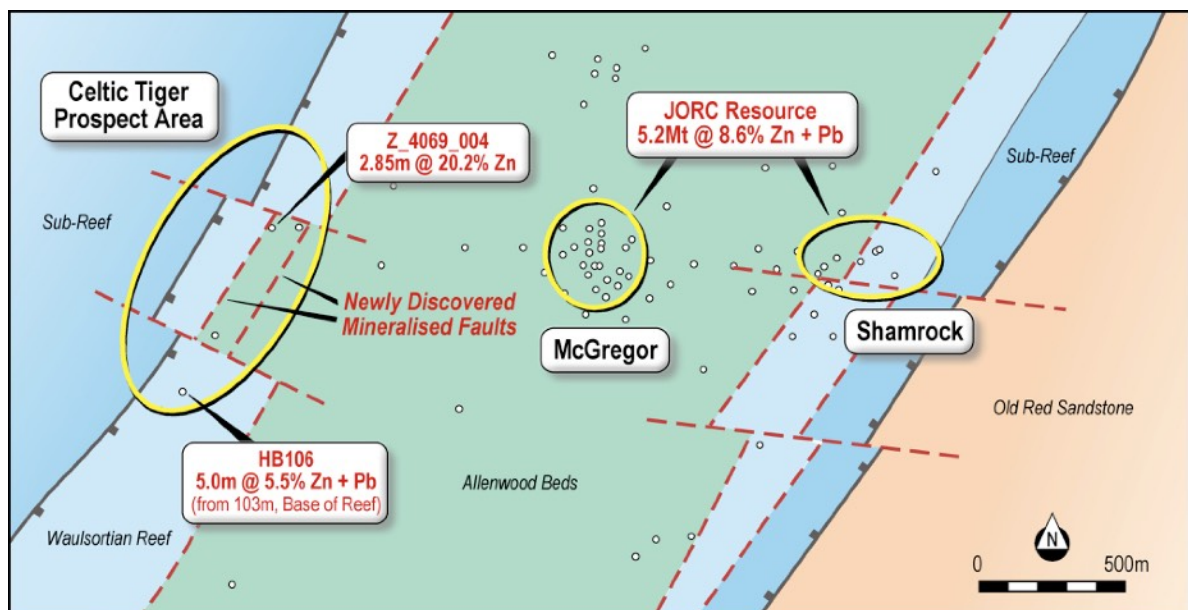 Celtic Tiger
Prospect Area
Z_4069_004
2.85m @ 20.2% Zn
JORC Resource
5.2Mt @ 8.6% Zn + Pb
Sub-Reef
Sub-Reef
Newly Discovered
Mineralised Faults
McGregor
Shamrock
Old Red Sandstone
HB106
5.0m @ 5.5% Zn + Pb
(from 103m, Base of Reef)
Allenwood Beds
Waulsortian Reef
N
0
500m